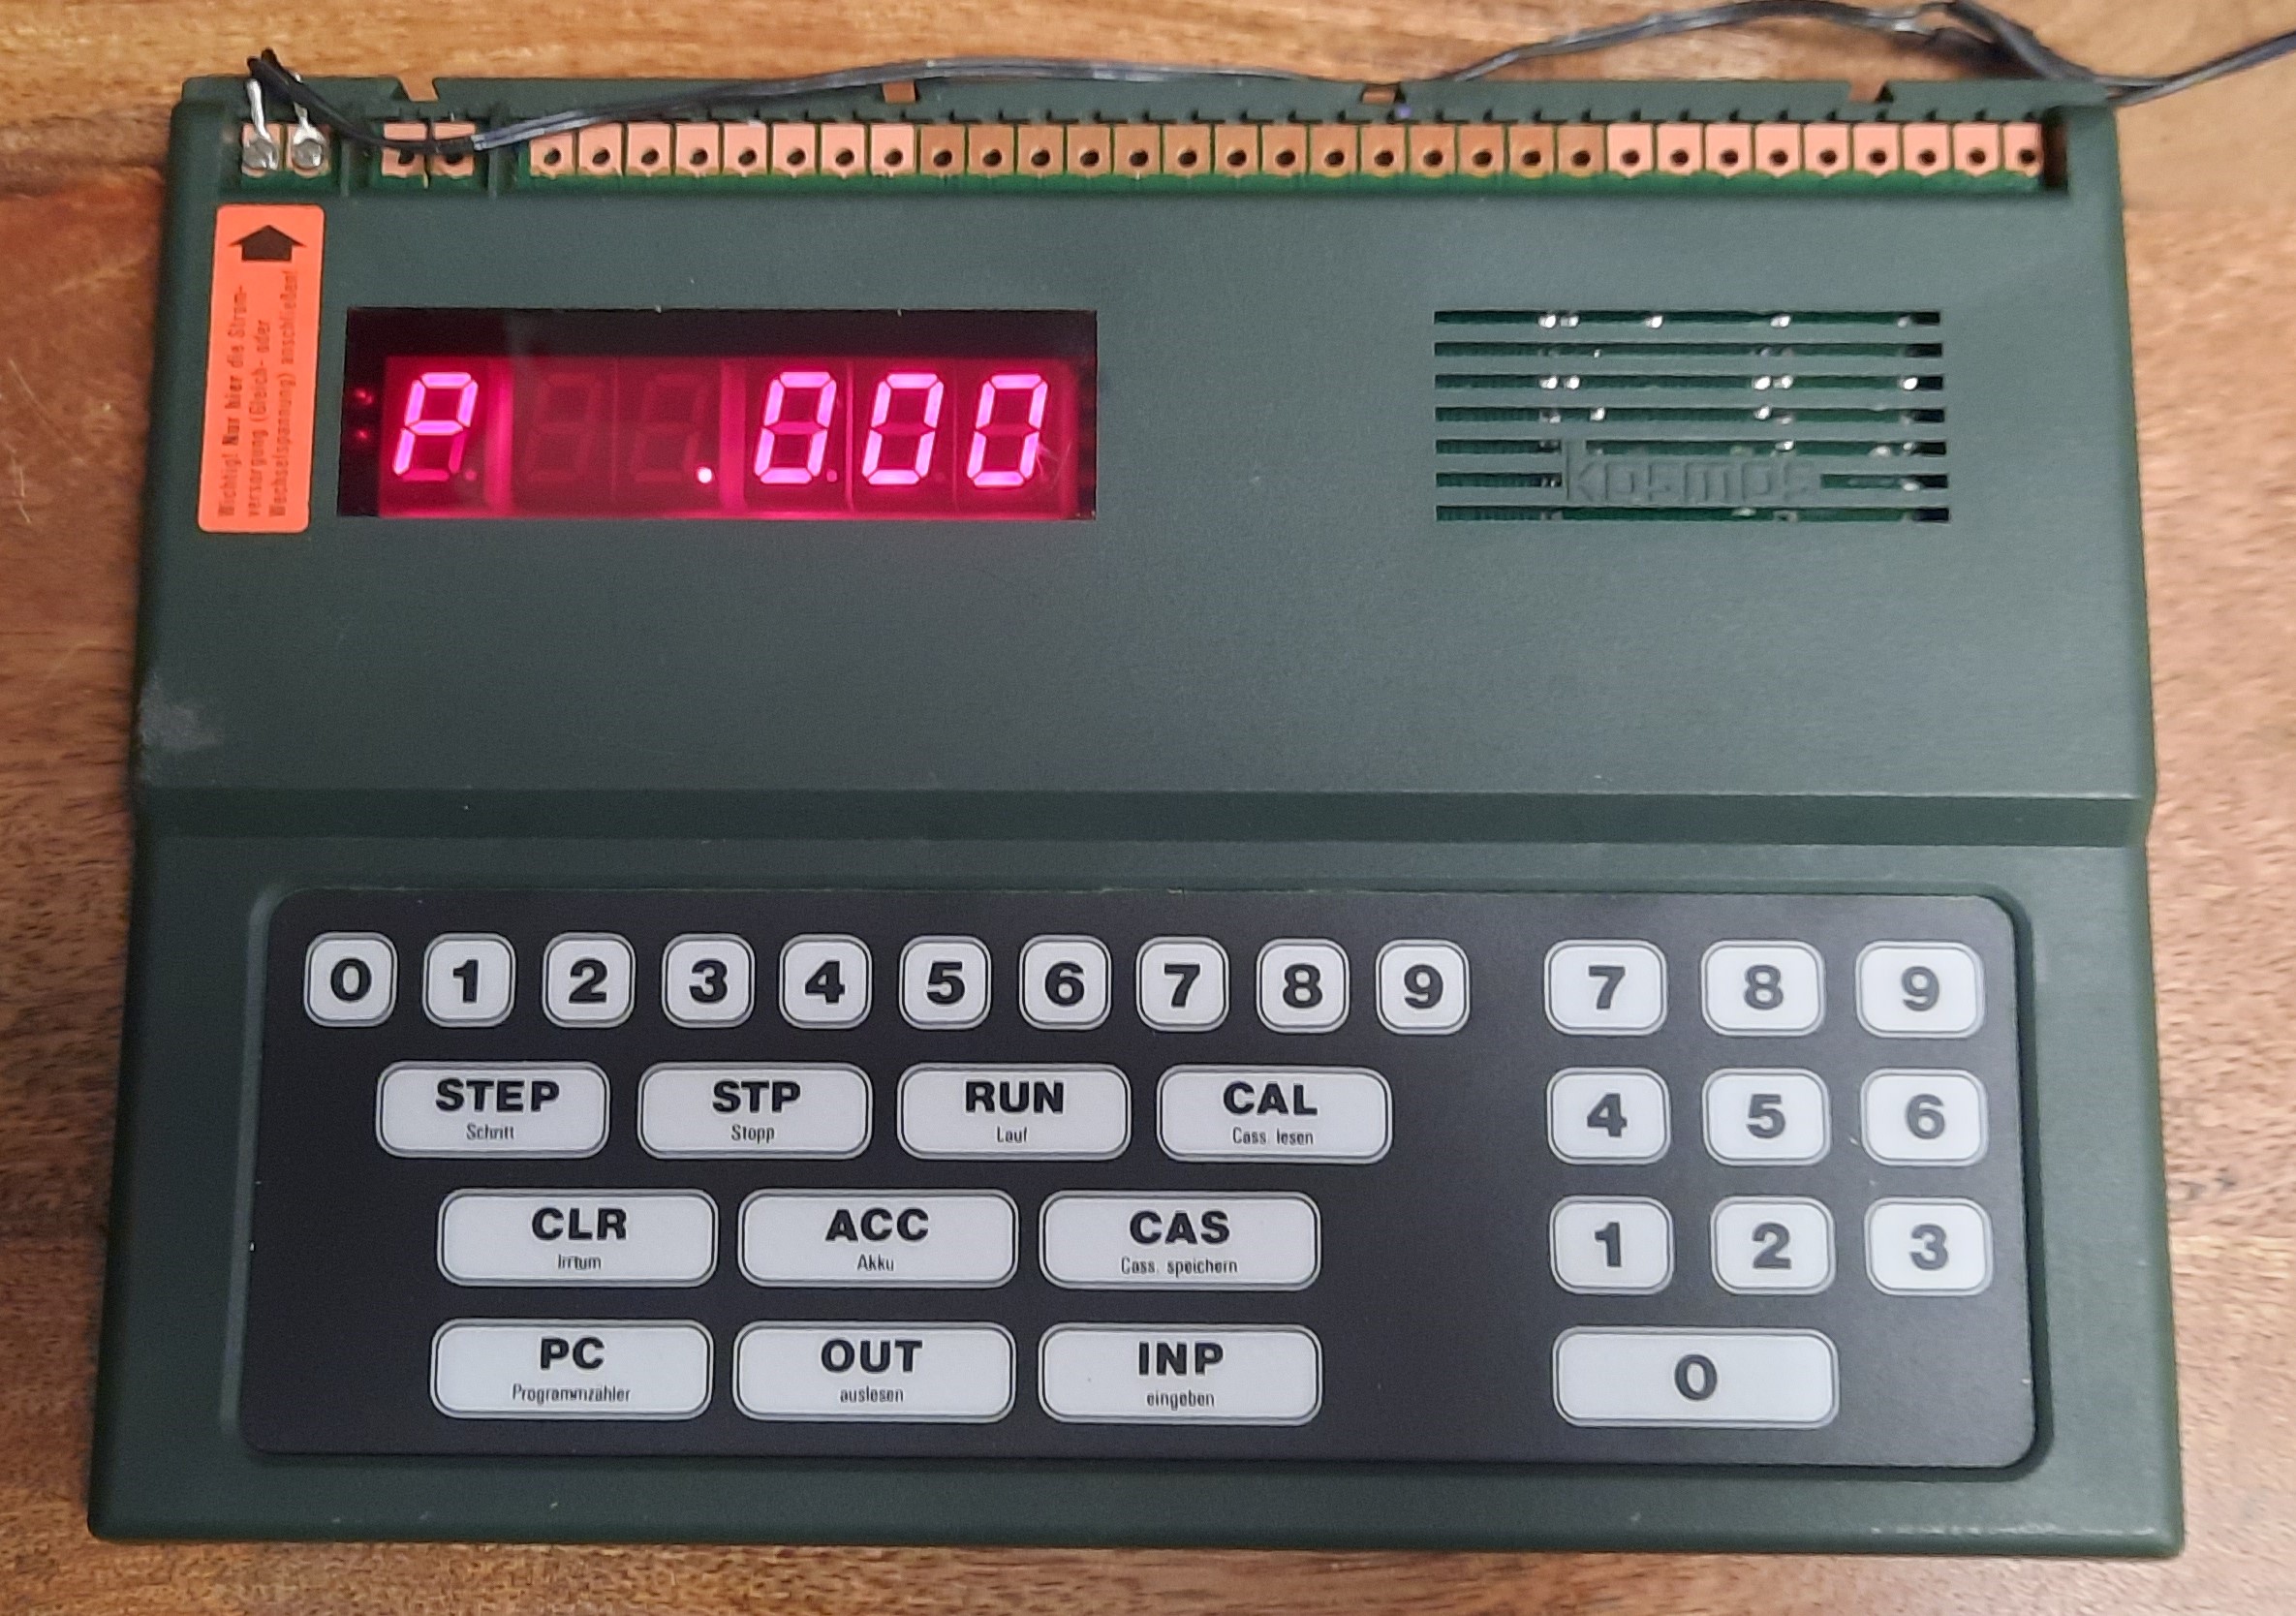 Wichtig! Nur hier die Strom-
versorgung (Gleich- oder
Wechselspannung) anschließen!
P .000
kosmos
0 1 2 3 4 5 6 7 8 9 7 8 9
STEP STP RUN CAL 4 5 6
Schritt Stopp Lauf Cass. lesen
CLR ACC CAS 1 2 3
Irrtum Akku Cass. speichern
PC OUT INP 0
Programmzähler auslesen eingeben